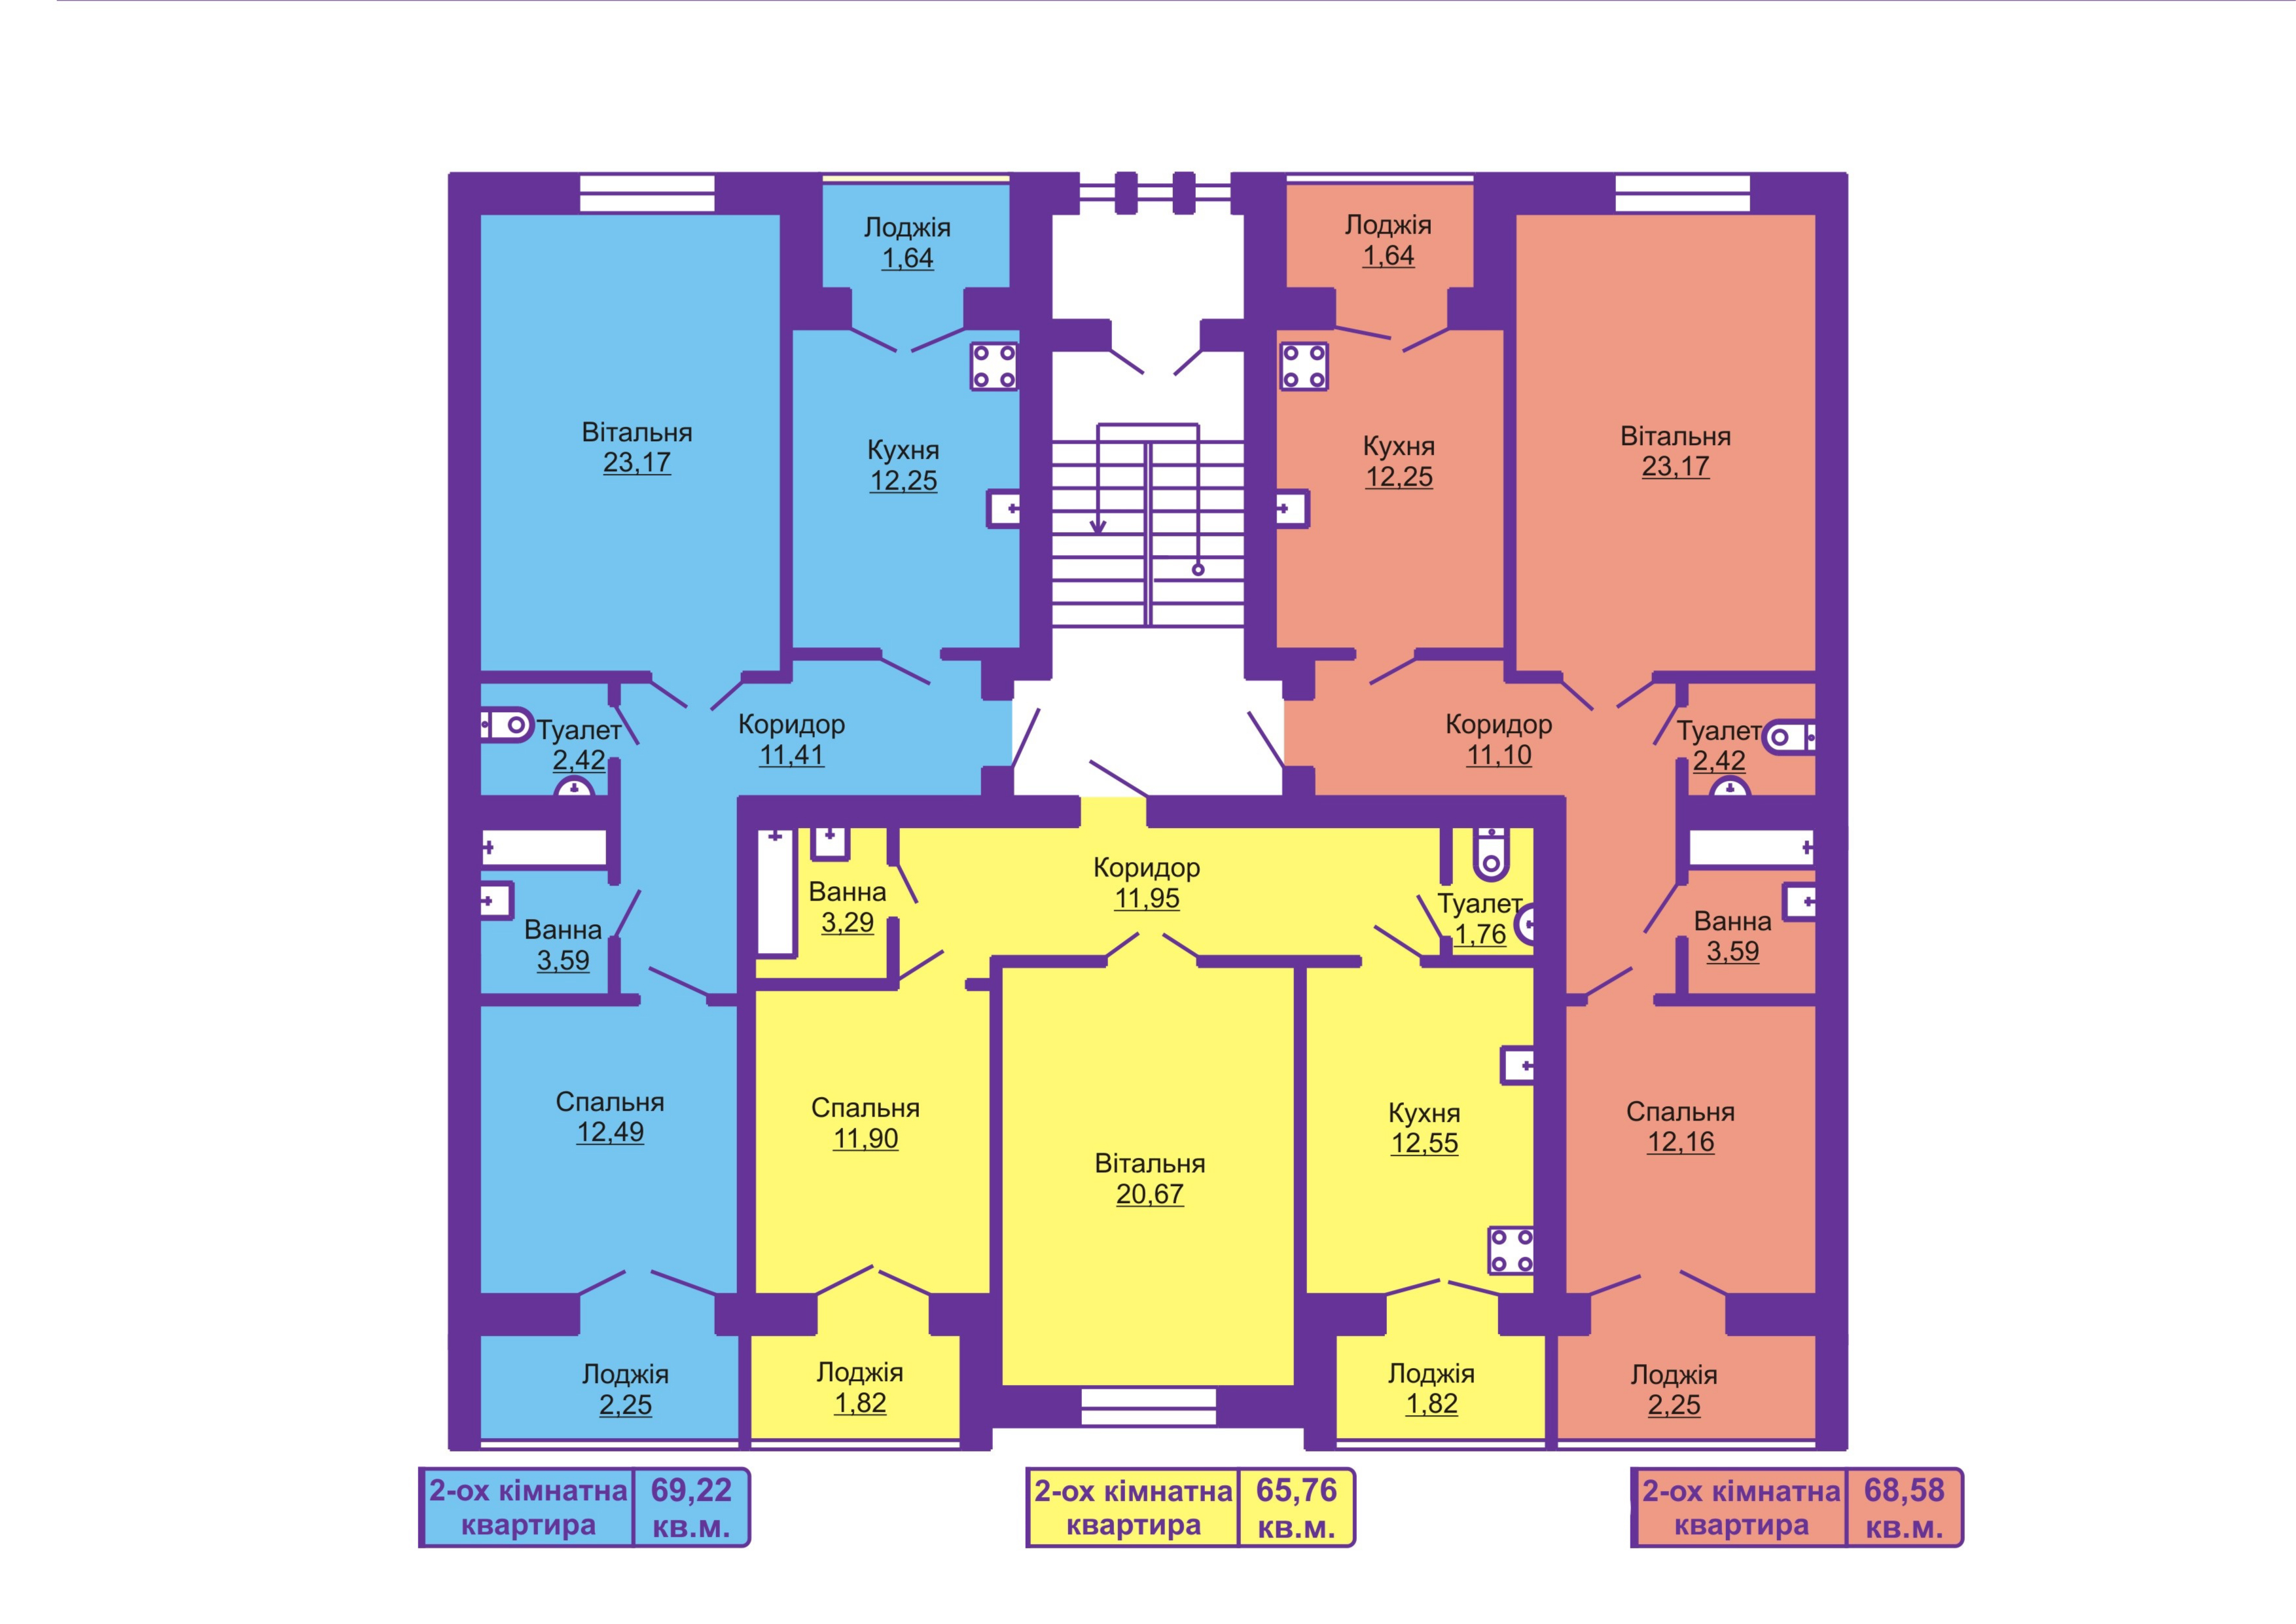 Лоджія
1,64
Лоджія
1,64
Вітальня
23,17
Кухня
12,25
Кухня
12,25
Вітальня
23,17
Туалет
2,42
Коридор
11,41
Коридор
11,10
Туалет
2,42
Ванна
3,59
Ванна
3,29
Коридор
11,95
Туалет
1,76
Ванна
3,59
Спальня
12,49
Спальня
11,90
Вітальня
20,67
Кухня
12,55
Спальня
12,16
Лоджія
2,25
Лоджія
1,82
Лоджія
1,82
Лоджія
2,25
2-ох кімнатна
квартира
69,22
кв.м.
2-ох кімнатна
квартира
65,76
кв.м.
2-ох кімнатна
квартира
68,58
кв.м.